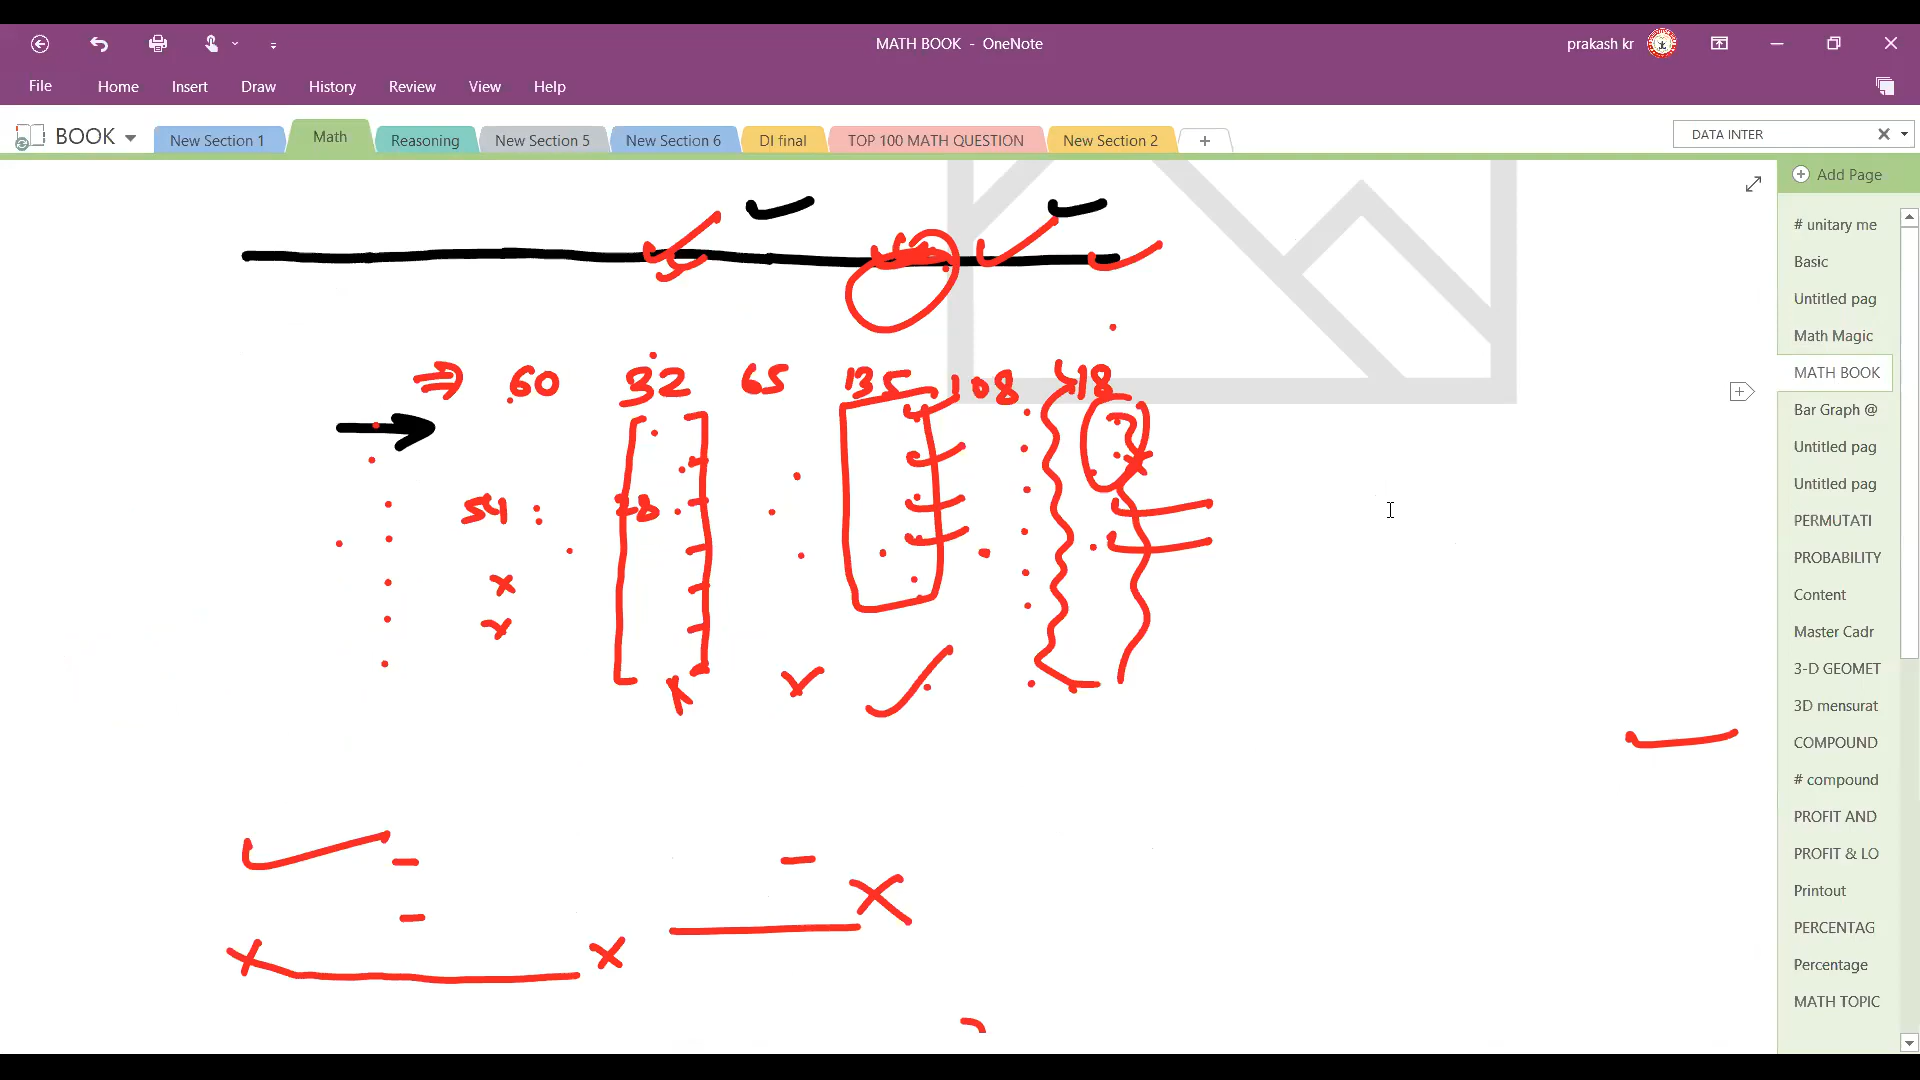 MATH BOOK - OneNote
prakash kr
File Home Insert Draw History Review View Help
BOOK
New Section 1 Math Reasoning New Section 5 New Section 6 DI final TOP 100 MATH QUESTION New Section 2 +
DATA INTER
Add Page
# unitary me
Basic
Untitled pag
Math Magic
MATH BOOK
Bar Graph @
Untitled pag
Untitled pag
PERMUTATI
PROBABILITY
Content
Master Cadr
3-D GEOMET
3D mensurat
COMPOUND
# compound
PROFIT AND
PROFIT & LO
Printout
PERCENTAG
Percentage
MATH TOPIC
⇒ 60 32 65 135 108 18
54 : 28
x